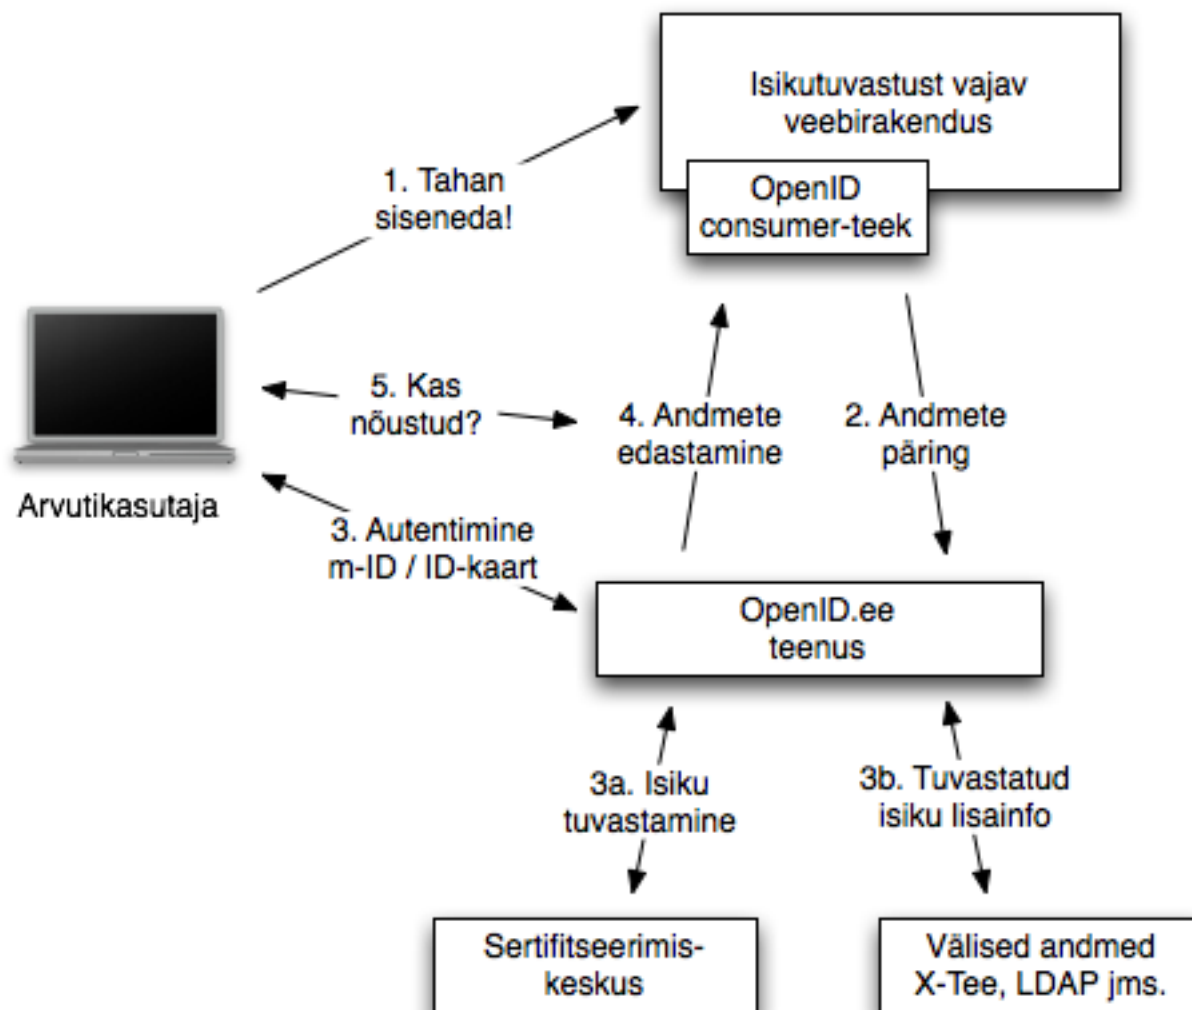 Isikutuvastust vajav
veebirakendus
OpenID
consumer-teek
1. Tahan
siseneda!
5. Kas
nõustud?
4. Andmete
edastamine
2. Andmete
päring
Arvutikasutaja
3. Autentimine
m-ID / ID-kaart
OpenID.ee
teenus
3a. Isiku
tuvastamine
3b. Tuvastatud
isiku lisainfo
Sertifitseerimis-
keskus
Välised andmed
X-Tee, LDAP jms.